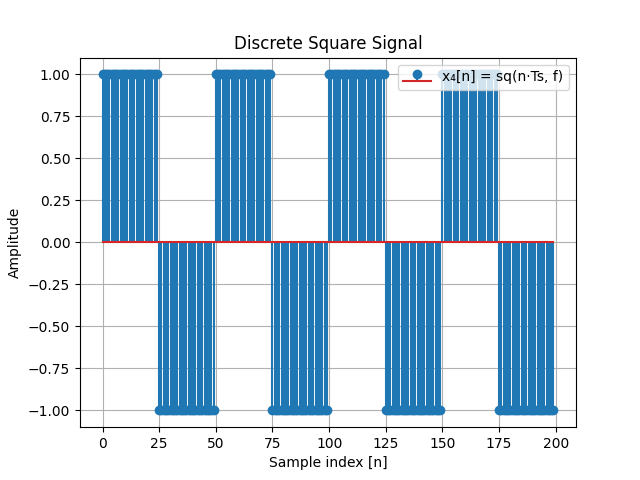 Discrete Square Signal
x₄[n] = sq(n·Ts, f)
1.00
0.75
0.50
0.25
0.00
−0.25
−0.50
−0.75
−1.00
Amplitude
0 25 50 75 100 125 150 175 200
Sample index [n]